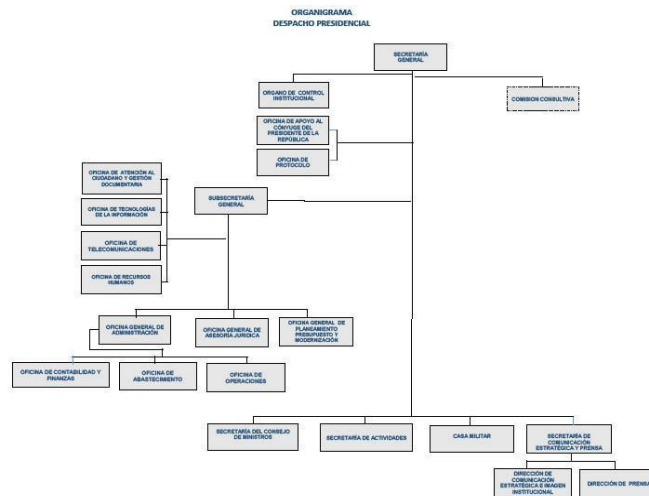 ORGANIGRAMA
DESPACHO PRESIDENCIAL
SECRETARÍA
GENERAL
ORGANO DE CONTROL
INSTITUCIONAL
COMISION CONSULTIVA
OFICINA DE APOYO AL
CÓNYUGE DEL
PRESIDENTE DE LA
REPÚBLICA
OFICINA DE
PROTOCOLO
OFICINA DE ATENCIÓN AL
CIUDADANO Y GESTIÓN
DOCUMENTARIA
SUBSECRETARÍA
GENERAL
OFICINA DE TECNOLOGÍAS
DE LA INFORMACIÓN
OFICINA DE
TELECOMUNICACIONES
OFICINA DE RECURSOS
HUMANOS
OFICINA GENERAL DE
ADMINISTRACIÓN
OFICINA GENERAL DE
ASESORÍA JURIDICA
OFICINA GENERAL DE
PLANEAMIENTO
PRESUPUESTO Y
MODERNIZACIÓN
OFICINA DE CONTABILIDAD Y
FINANZAS
OFICINA DE
ABASTECIMIENTO
OFICINA DE
OPERACIONES
SECRETARÍA DEL CONSEJO
DE MINISTROS
SECRETARÍA DE ACTIVIDADES
CASA MILITAR
SECRETARÍA DE
COMUNICACIÓN
ESTRATÉGICA Y PRENSA
DIRECCIÓN DE
COMUNICACIÓN
ESTRATÉGICA E IMAGEN
INSTITUCIONAL
DIRECCIÓN DE PRENSA